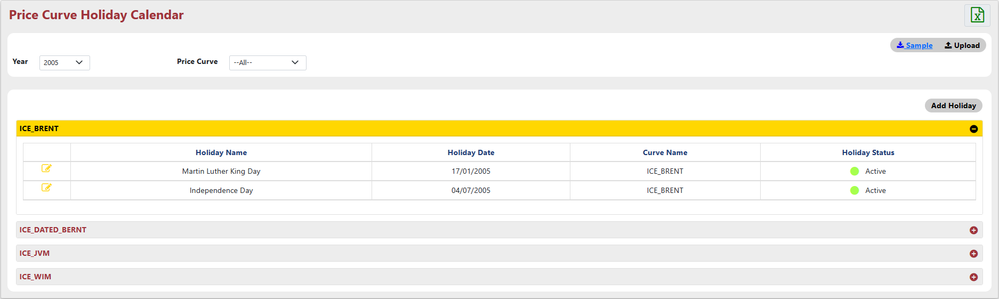 Price Curve Holiday Calendar
Sample Upload
Year 2005 Price Curve --All--
Add Holiday
ICE_BRENT
Holiday Name Holiday Date Curve Name Holiday Status
Martin Luther King Day 17/01/2005 ICE_BRENT Active
Independence Day 04/07/2005 ICE_BRENT Active
ICE_DATED_BERNT
ICE_JVM
ICE_WIM